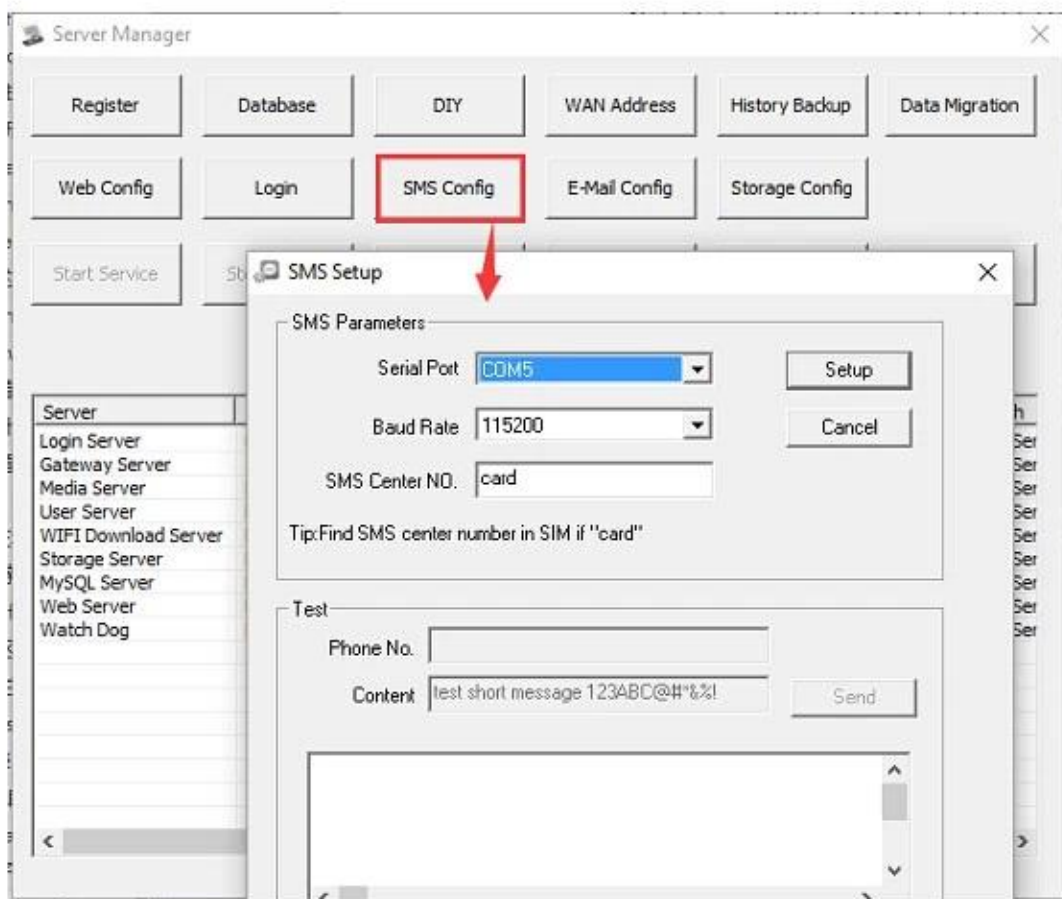 Server Manager
Register Database DIY WAN Address History Backup Data Migration
Web Config Login SMS Config E-Mail Config Storage Config
Start Service
SMS Setup
SMS Parameters
Serial Port COM5 Setup
Baud Rate 115200 Cancel
SMS Center NO. card
Tip:Find SMS center number in SIM if "card"
Server
Login Server
Gateway Server
Media Server
User Server
WIFI Download Server
Storage Server
MySQL Server
Web Server
Watch Dog
Test
Phone No.
Content test short message 123ABC@#*&%! Send